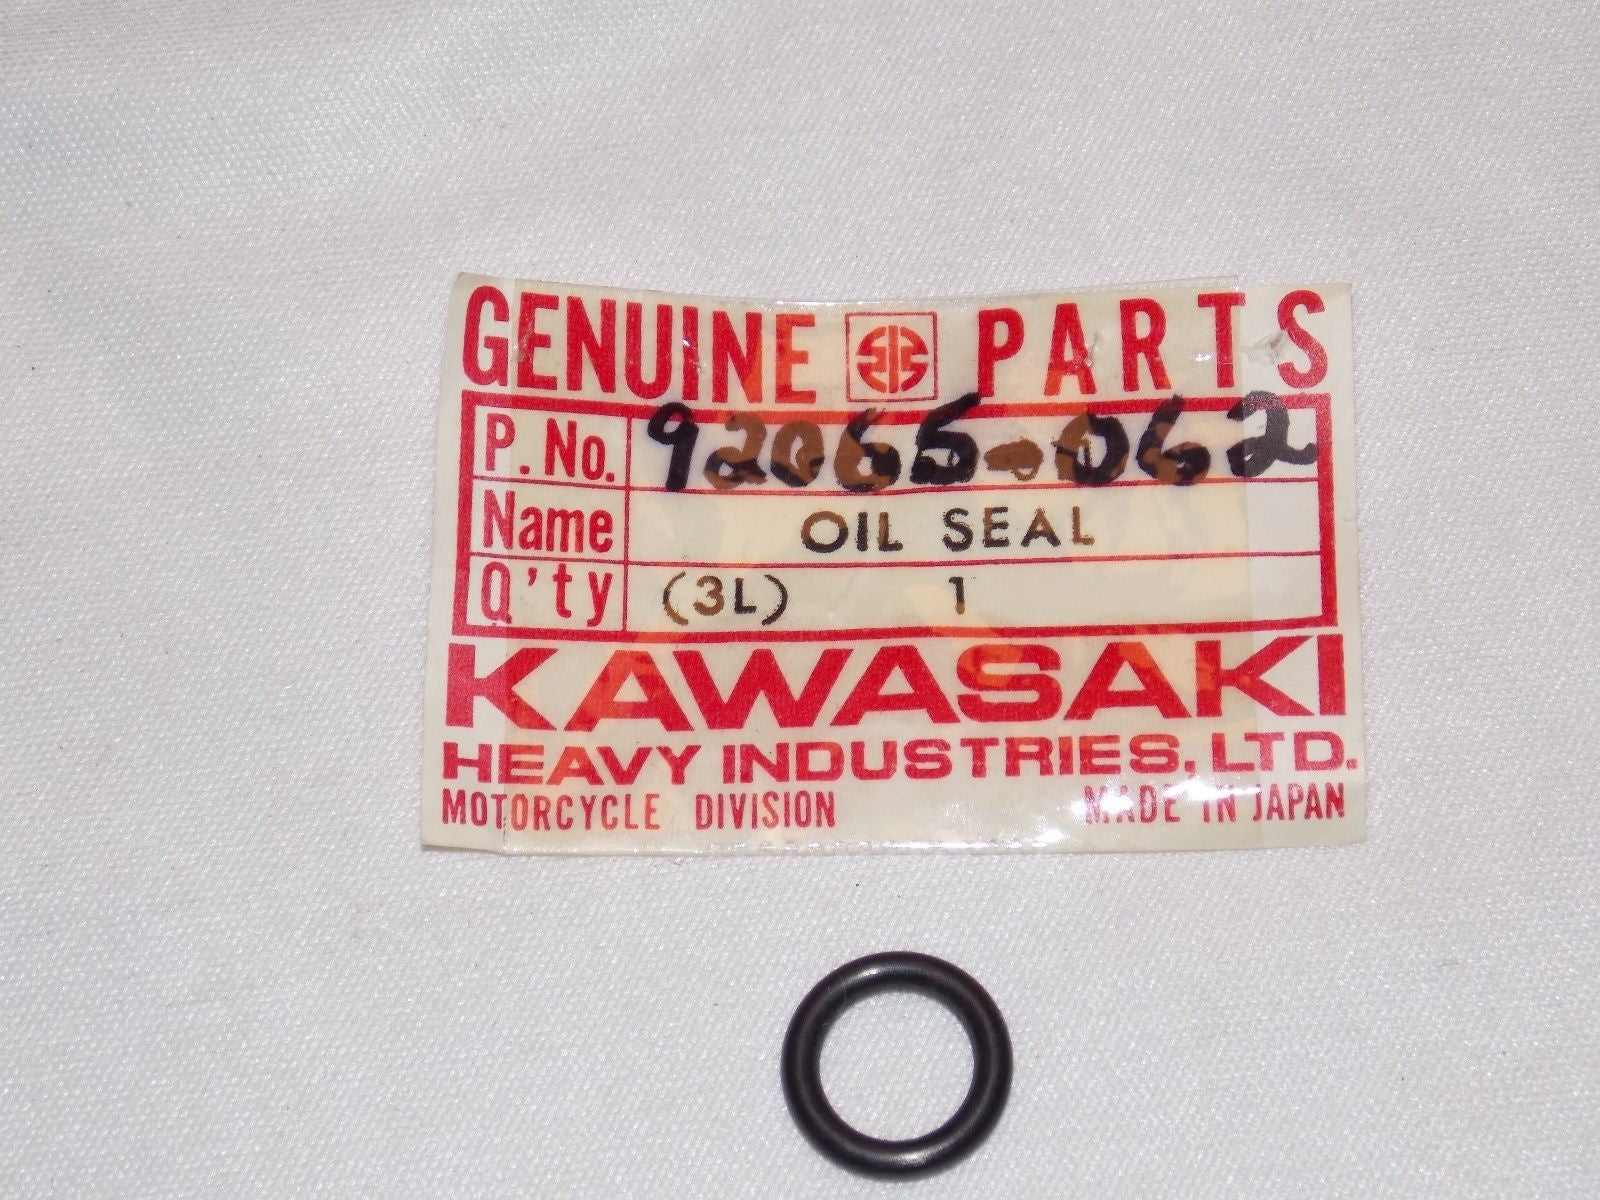 GENUINE PARTS
P. No. 92055-062
Name OIL SEAL
Q'ty (3L) 1
KAWASAKI
HEAVY INDUSTRIES, LTD.
MOTORCYCLE DIVISION MADE IN JAPAN